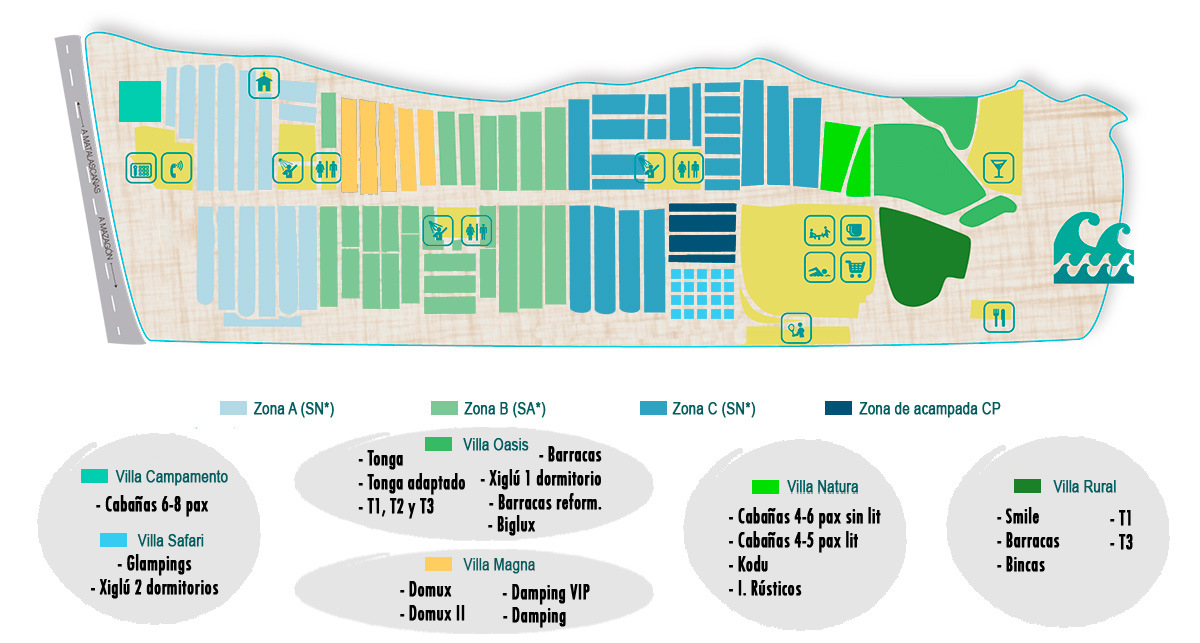 A MATALASCAÑAS
A MAZAGÓN
Zona A (SN*)
Zona B (SA*)
Zona C (SN*)
Zona de acampada CP
Villa Campamento
- Cabañas 6-8 pax
Villa Safari
- Glampings
- Xiglú 2 dormitorios
Villa Oasis
- Tonga
- Tonga adaptado
- T1, T2 y T3
- Barracas
- Xiglú 1 dormitorio
- Barracas reform.
- Biglux
Villa Magna
- Domux
- Domux II
- Damping VIP
- Damping
Villa Natura
- Cabañas 4-6 pax sin lit
- Cabañas 4-5 pax lit
- Kodu
- I. Rústicos
Villa Rural
- Smile
- Barracas
- Bincas
- T1
- T3